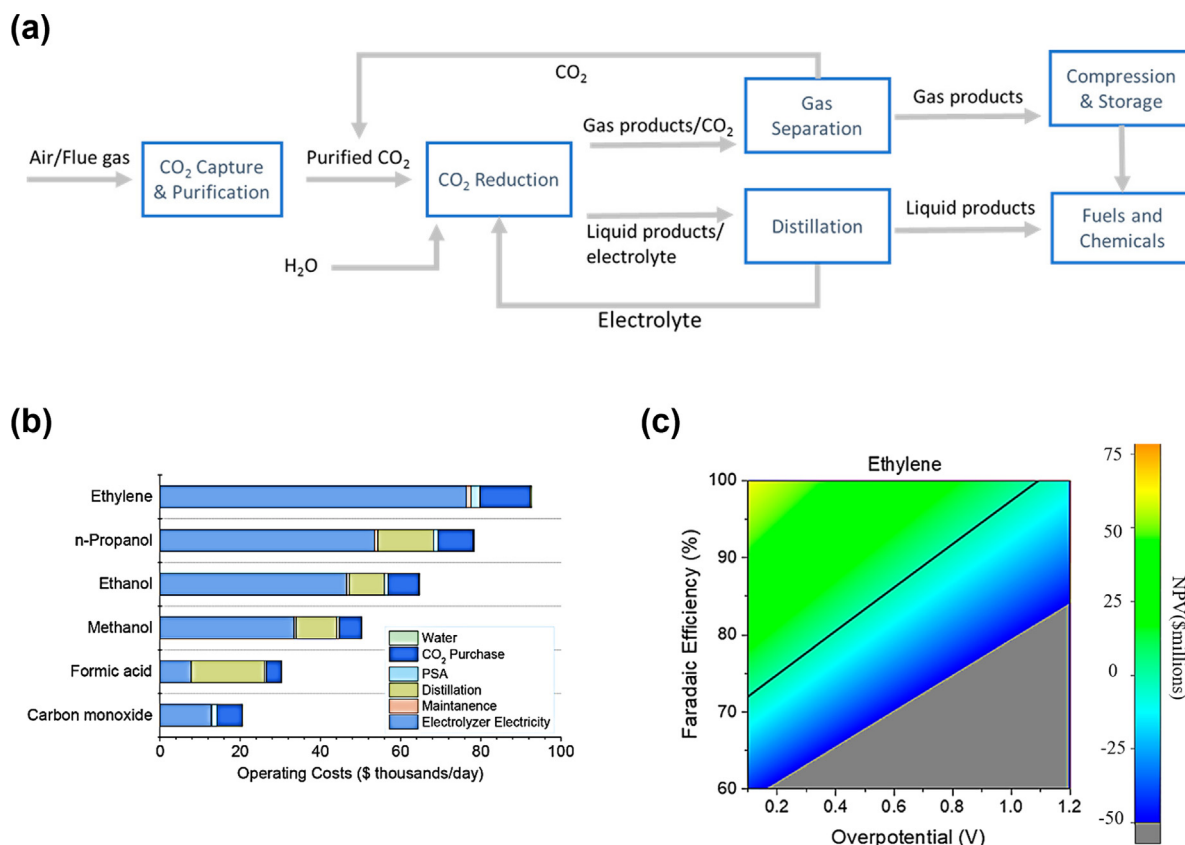 (a)
CO₂
Air/Flue gas
CO₂ Capture
& Purification
Purified CO₂
H₂O
CO₂ Reduction
Gas products/CO₂
Liquid products/
electrolyte
Electrolyte
Gas
Separation
Distillation
Gas products
Liquid products
Compression
& Storage
Fuels and
Chemicals
(b)
Ethylene
n-Propanol
Ethanol
Methanol
Formic acid
Carbon monoxide
Water
CO₂ Purchase
PSA
Distillation
Maintanence
Electrolyzer Electricity
0 20 40 60 80 100
Operating Costs ($ thousands/day)
(c)
Ethylene
Faradaic Efficiency (%)
100
90
80
70
60
0.2 0.4 0.6 0.8 1.0 1.2
Overpotential (V)
75
50
25
0
-25
-50
NPV($millons)